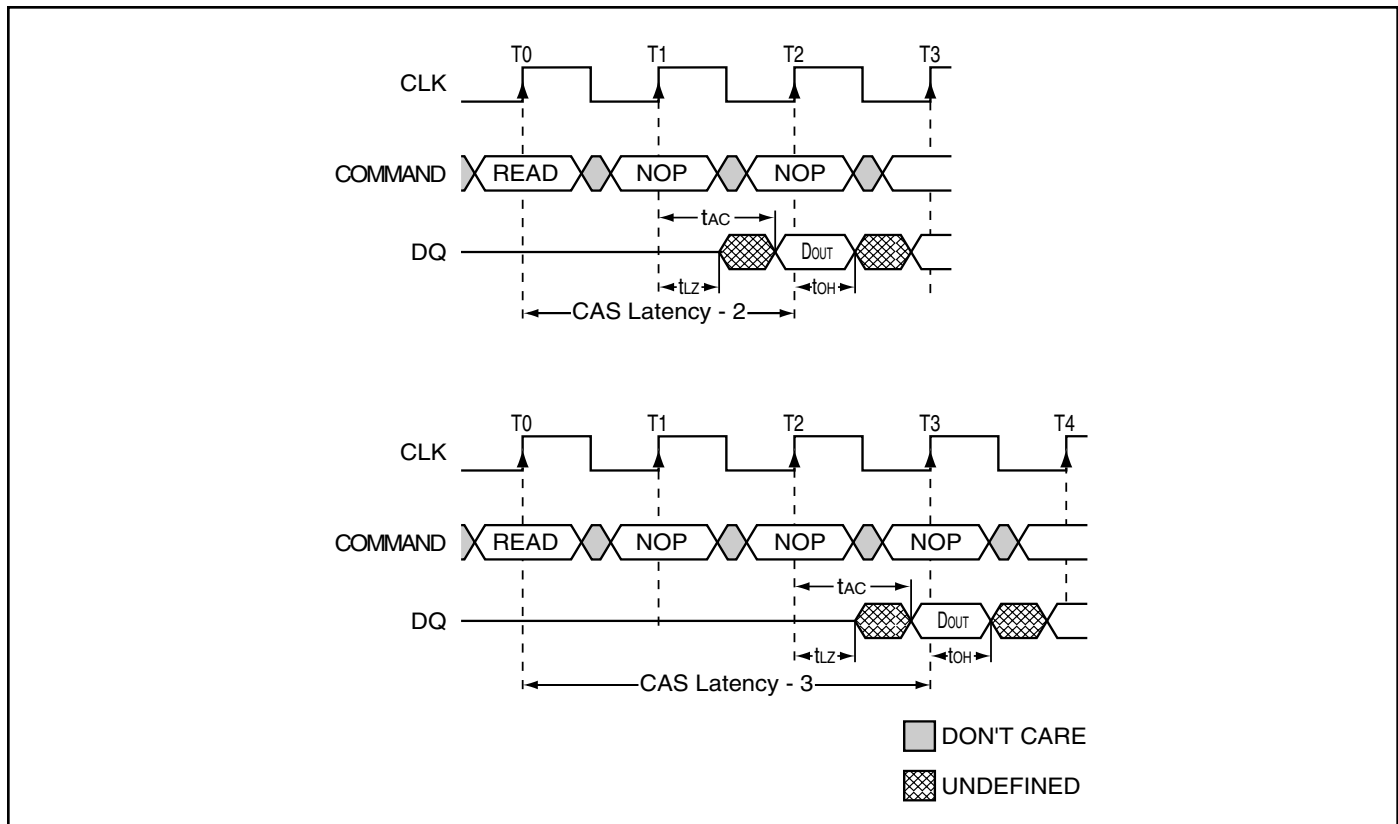 T0 T1 T2 T3
CLK
COMMAND READ NOP NOP
tAC
DQ DOUT
tLZ tOH
CAS Latency - 2
T0 T1 T2 T3 T4
CLK
COMMAND READ NOP NOP NOP
tAC
DQ DOUT
tLZ tOH
CAS Latency - 3
DON'T CARE
UNDEFINED